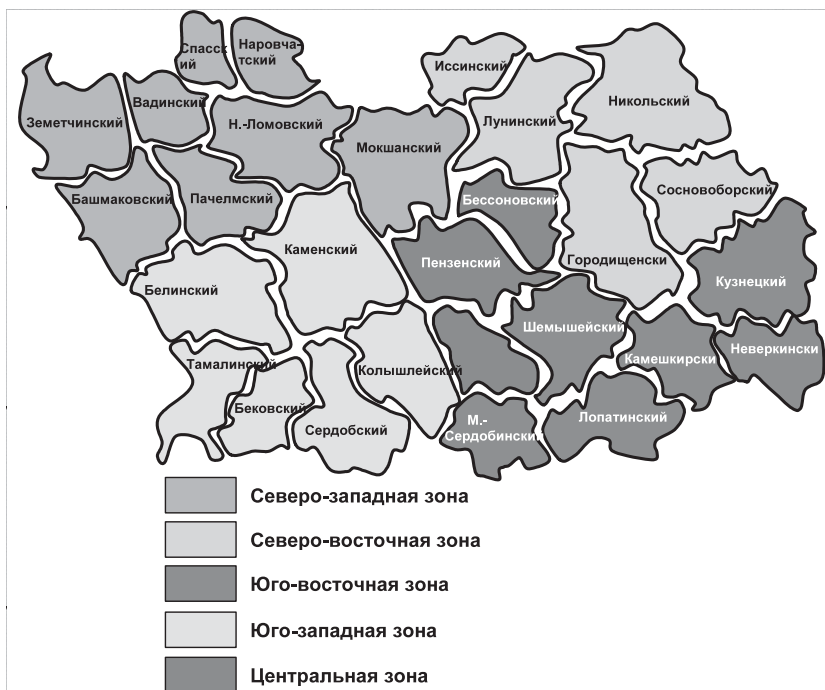 Спасск
ий
Наровча-
тский
Иссинский
Земетчинский
Вадинский
Н.-Ломовский
Мокшанский
Лунинский
Никольский
Башмаковский
Пачелмский
Бессоновский
Сосновоборский
Каменский
Пензенский
Городищенски
Кузнецкий
Белинский
Шемышейский
Неверкински
Тамалинский
Колышлейский
Камешкирски
Бековский
Сердобский
М.-
Сердобинский
Лопатинский
Северо-западная зона
Северо-восточная зона
Юго-восточная зона
Юго-западная зона
Центральная зона